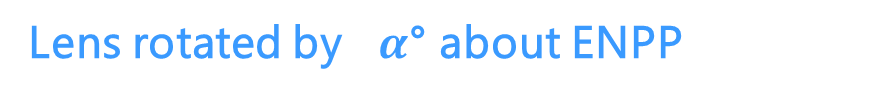 Lens rotated by α° about ENPP